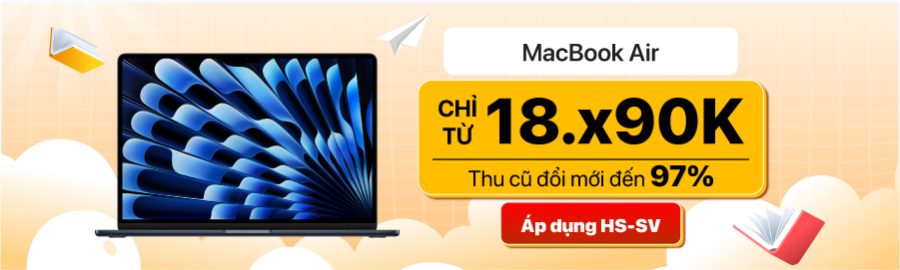 MacBook Air
CHỈ TỪ 18.x90K
Thu cũ đổi mới đến 97%
Áp dụng HS-SV